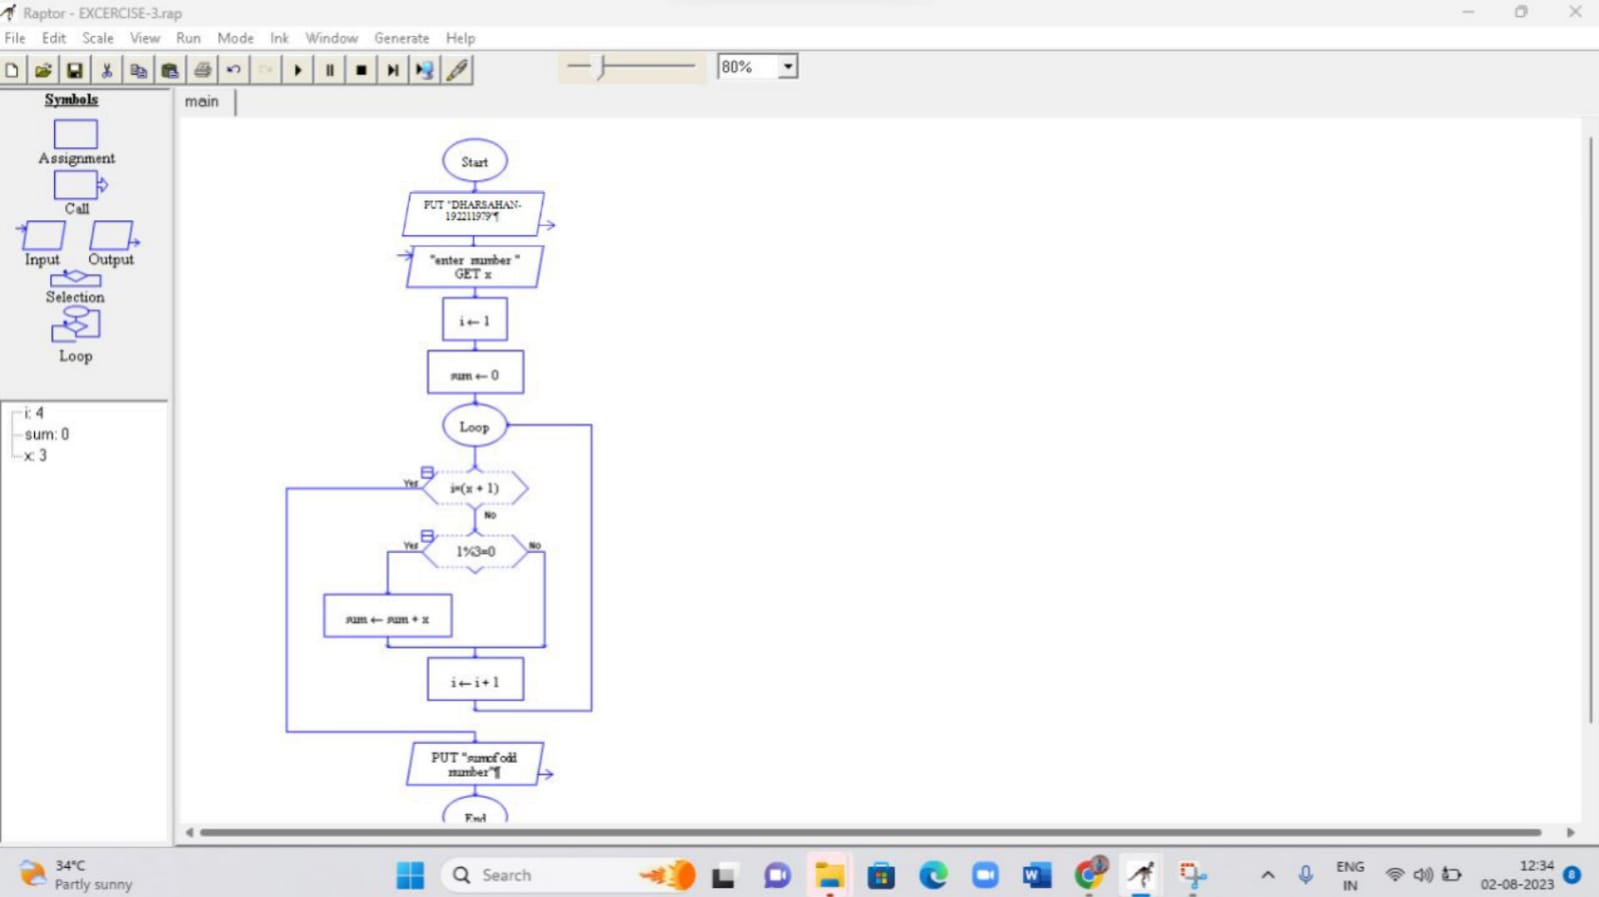 Raptor - EXCERCISE-3.rap
File Edit Scale View Run Mode Ink Window Generate Help
80%
Symbols
main
Assignment
Call
Input Output
Selection
Loop
i: 4
sum: 0
x: 3
Start
PUT "DHARSAHAN-
192211979"¶
"enter number "
GET x
i ← 1
sum ← 0
Loop
Yes
i=(x + 1)
No
Yes
1%3=0
No
sum ← sum + x
i ← i + 1
PUT "sumof odd
number"¶
End
34°C
Partly sunny
Search
ENG
IN
12:34
02-08-2023
8